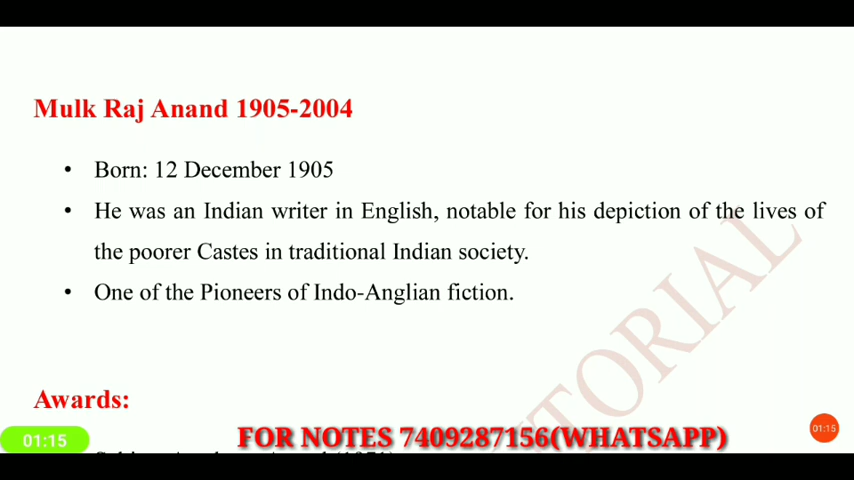 Mulk Raj Anand 1905-2004
• Born: 12 December 1905
• He was an Indian writer in English, notable for his depiction of the lives of
the poorer Castes in traditional Indian society.
• One of the Pioneers of Indo-Anglian fiction.
Awards:
FOR NOTES 7409287156(WHATSAPP)
01:15
01:15
TORIAL